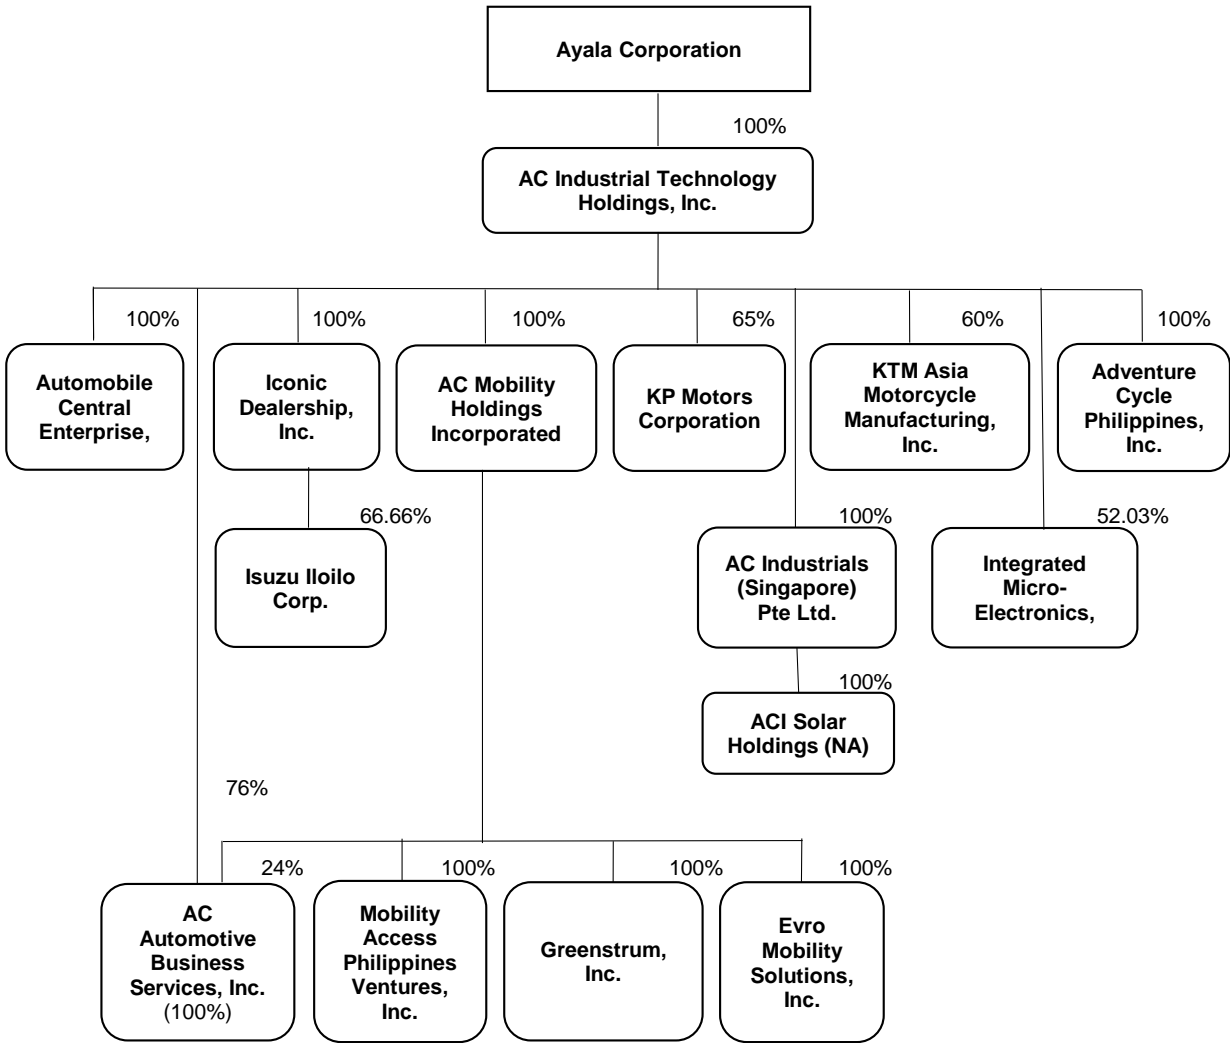 Ayala Corporation
100%
AC Industrial Technology
Holdings, Inc.
100%
100%
100%
65%
60%
100%
Automobile
Central
Enterprise,
Iconic
Dealership,
Inc.
AC Mobility
Holdings
Incorporated
KP Motors
Corporation
KTM Asia
Motorcycle
Manufacturing,
Inc.
Adventure
Cycle
Philippines,
Inc.
66.66%
100%
52.03%
Isuzu Iloilo
Corp.
AC Industrials
(Singapore)
Pte Ltd.
Integrated
Micro-
Electronics,
100%
ACI Solar
Holdings (NA)
76%
24%
100%
100%
100%
AC
Automotive
Business
Services, Inc.
(100%)
Mobility
Access
Philippines
Ventures,
Inc.
Greenstrum,
Inc.
Evro
Mobility
Solutions,
Inc.